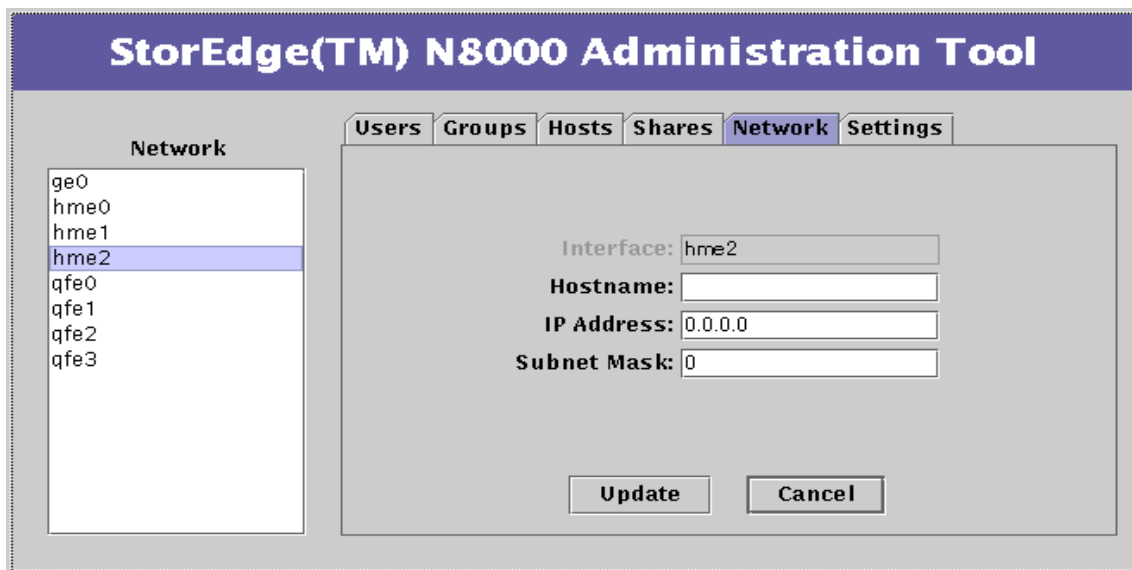 StorEdge(TM) N8000 Administration Tool
Users Groups Hosts Shares Network Settings
Network
ge0
hme0
hme1
hme2
qfe0
qfe1
qfe2
qfe3
Interface: hme2
Hostname:
IP Address: 0.0.0.0
Subnet Mask: 0
Update Cancel